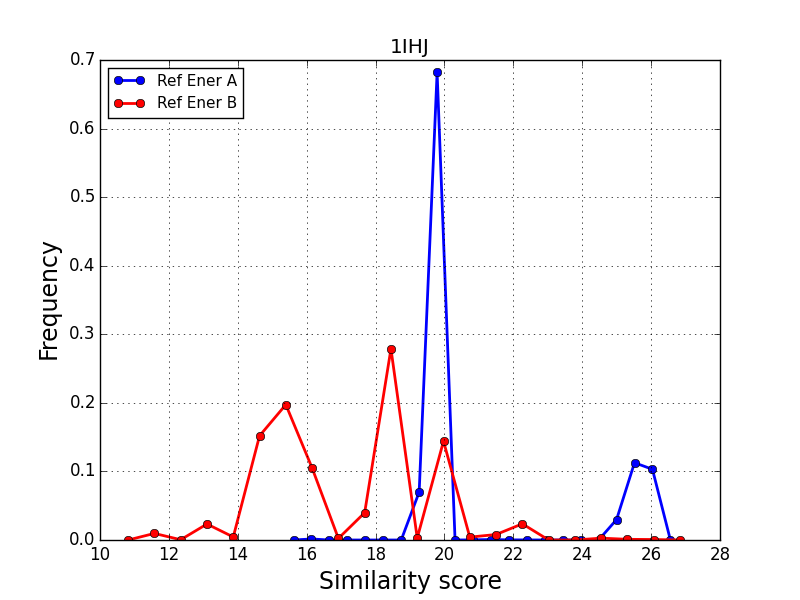 1IHJ
Ref Ener A
Ref Ener B
Frequency
0.7
0.6
0.5
0.4
0.3
0.2
0.1
0.0
10 12 14 16 18 20 22 24 26 28
Similarity score